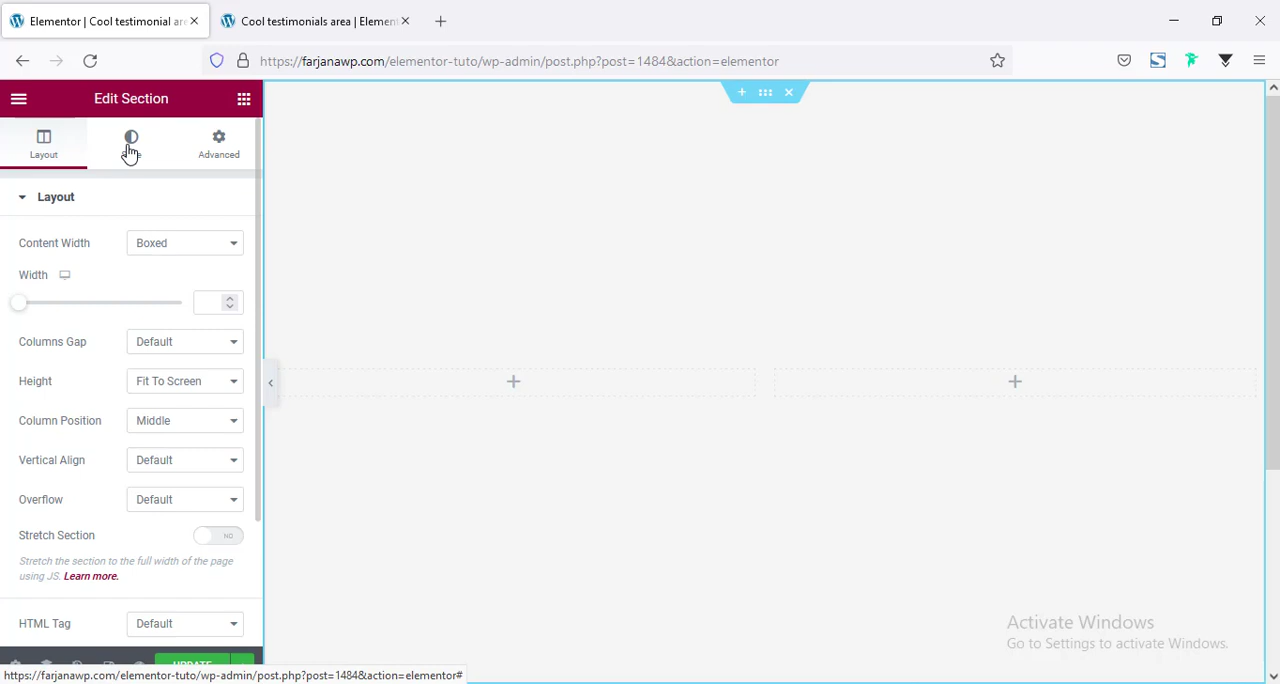 Elementor | Cool testimonial are
Cool testimonials area | Element
https://farjanawp.com/elementor-tuto/wp-admin/post.php?post=1484&action=elementor
Edit Section
Layout
Advanced
Layout
Content Width
Boxed
Width
Columns Gap
Default
Height
Fit To Screen
Column Position
Middle
Vertical Align
Default
Overflow
Default
Stretch Section
NO
Stretch the section to the full width of the page
using JS. Learn more.
HTML Tag
Default
UPDATE
https://farjanawp.com/elementor-tuto/wp-admin/post.php?post=1484&action=elementor#
Activate Windows
Go to Settings to activate Windows.